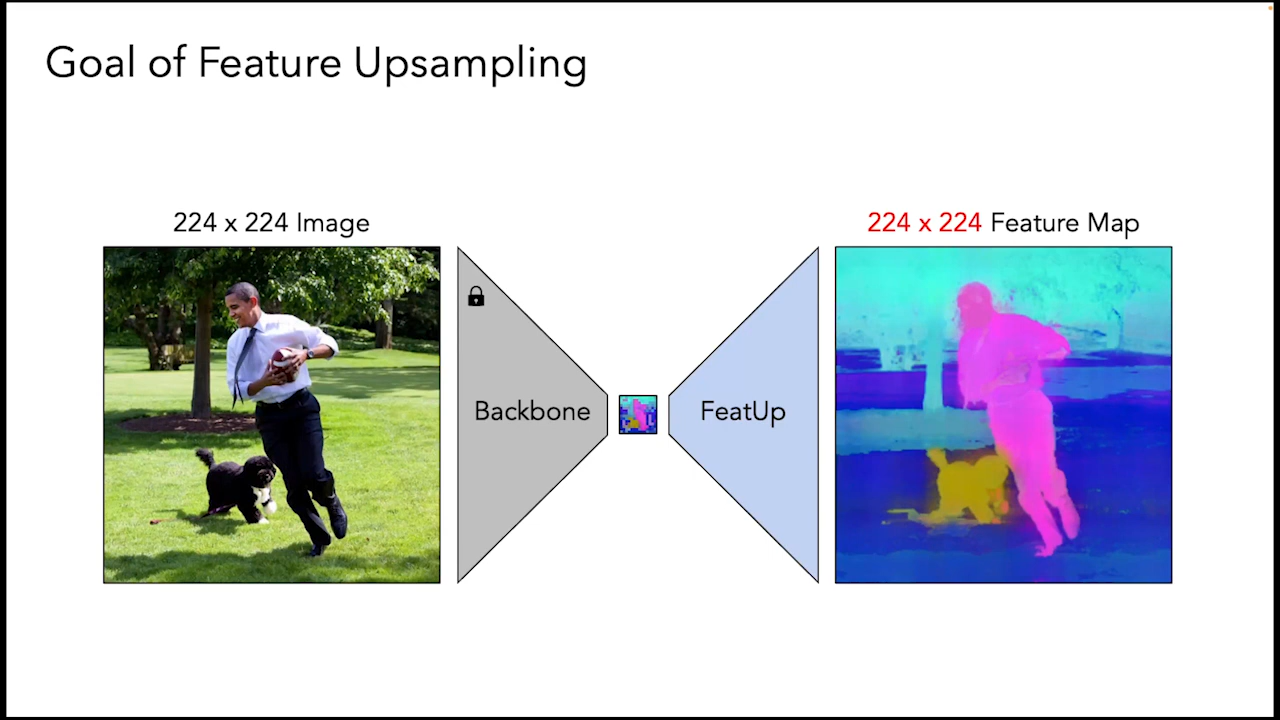 Goal of Feature Upsampling
224 x 224 Image
224 x 224 Feature Map
Backbone
FeatUp